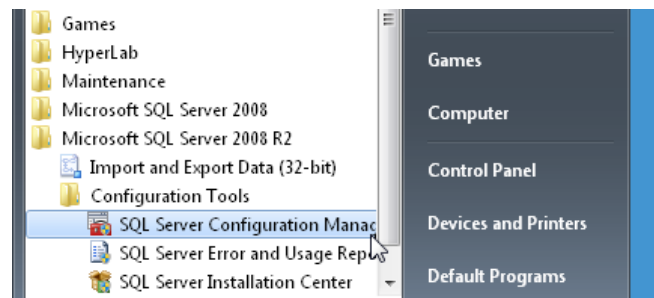 Games
HyperLab
Maintenance
Microsoft SQL Server 2008
Microsoft SQL Server 2008 R2
Import and Export Data (32-bit)
Configuration Tools
SQL Server Configuration Manac
SQL Server Error and Usage Repo
SQL Server Installation Center
Games
Computer
Control Panel
Devices and Printers
Default Programs